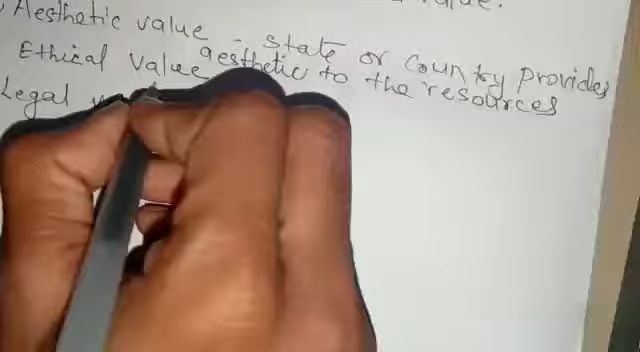 Aesthetic value - state or country provides
aesthetic to the resources
Ethical value
Legal